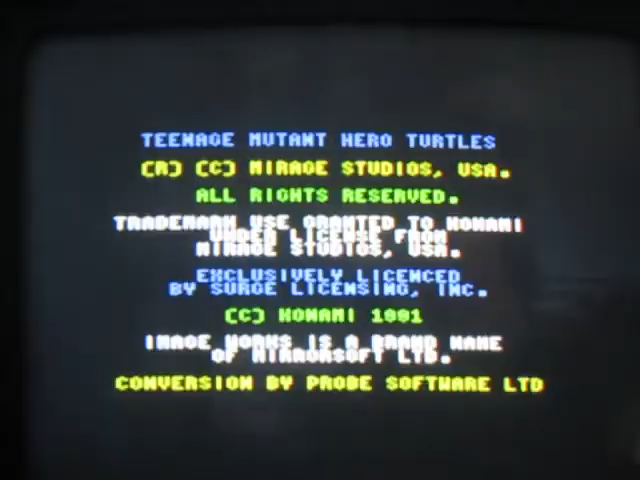 TEENAGE MUTANT HERO TURTLES
(R) (C) MIRAGE STUDIOS, USA.
ALL RIGHTS RESERVED.
TRADEMARK USE GRANTED TO KONAMI
UNDER LICENSE FROM
MIRAGE STUDIOS, USA.
EXCLUSIVELY LICENCED
BY SURGE LICENSING, INC.
(C) KONAMI 1991
IMAGE WORKS IS A BRAND NAME
OF MIRRORSOFT LTD.
CONVERSION BY PROBE SOFTWARE LTD